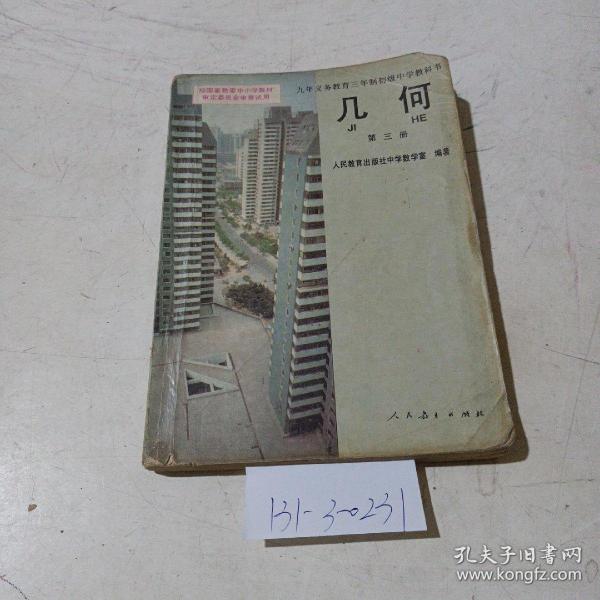 九年义务教育三年制初级中学教科书
经国家教委中小学教材
审定委员会审查试用
几何
JI HE
第三册
人民教育出版社中学数学室 编著
人民教育出版社
131-3-0231
孔夫子旧书网
www.kongfz.com